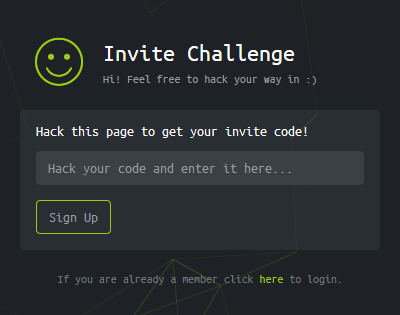 Invite Challenge
Hi! Feel free to hack your way in :)
Hack this page to get your invite code!
Hack your code and enter it here...
Sign Up
If you are already a member click here to login.